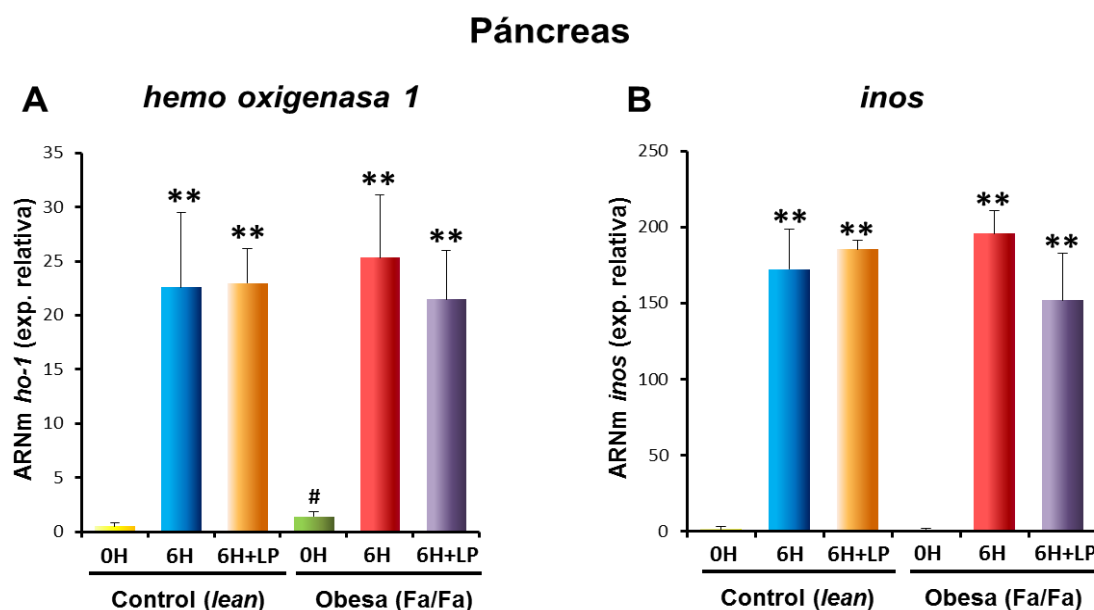 Páncreas
A
hemo oxigenasa 1
ARNm ho-1 (exp. relativa)
35
30
25
20
15
10
5
0
**
**
#
**
**
0H 6H 6H+LP 0H 6H 6H+LP
Control (lean) Obesa (Fa/Fa)
B
inos
ARNm inos (exp. relativa)
250
200
150
100
50
0
**
**
**
**
0H 6H 6H+LP 0H 6H 6H+LP
Control (lean) Obesa (Fa/Fa)